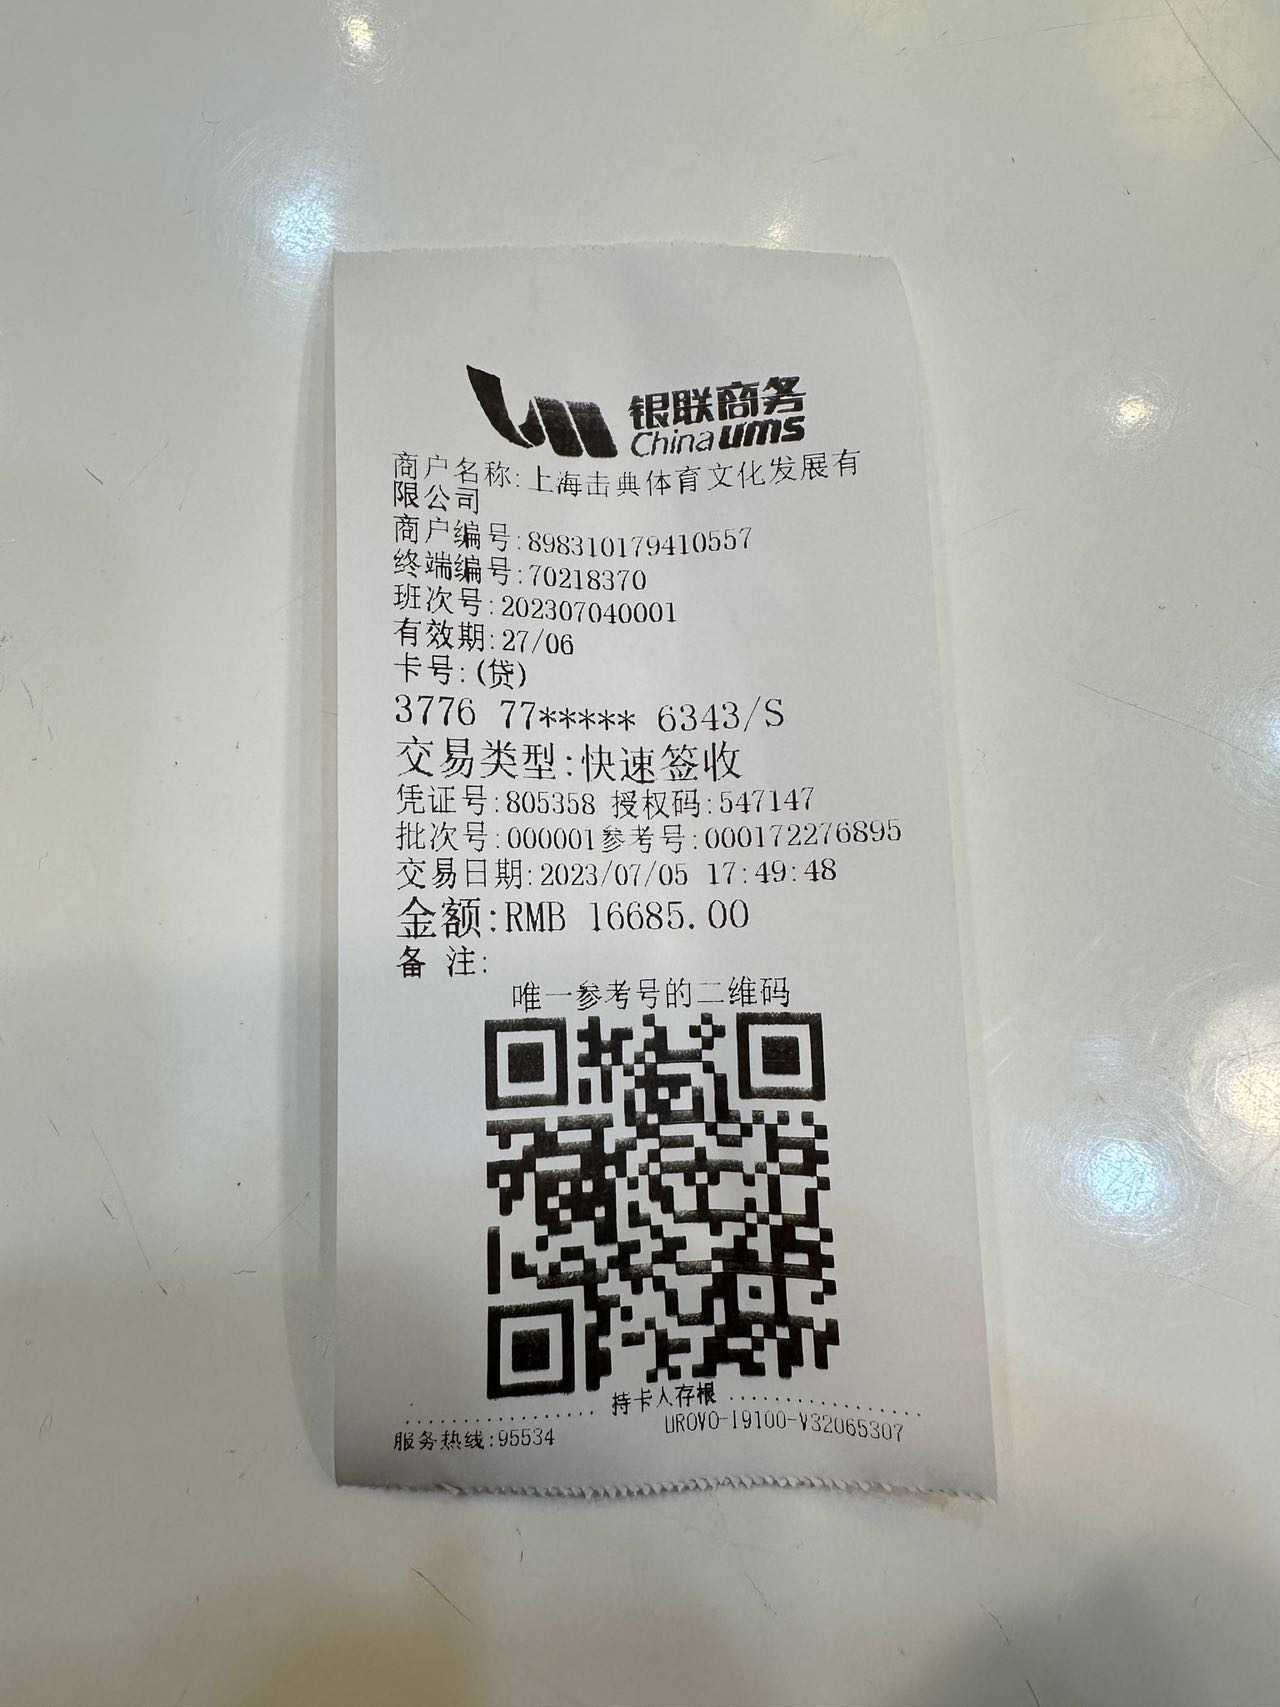 银联商务
China ums
商户名称:上海击典体育文化发展有
限公司
商户编号:898310179410557
终端编号:70218370
班次号:202307040001
有效期:27/06
卡号:(贷)
3776 77***** 6343/S
交易类型:快速签收
凭证号:805358 授权码:547147
批次号:000001参考号:000172276895
交易日期:2023/07/05 17:49:48
金额:RMB 16685.00
备 注:
唯一参考号的二维码
持卡人存根
UROVO-I9100-V32065307
服务热线:95534